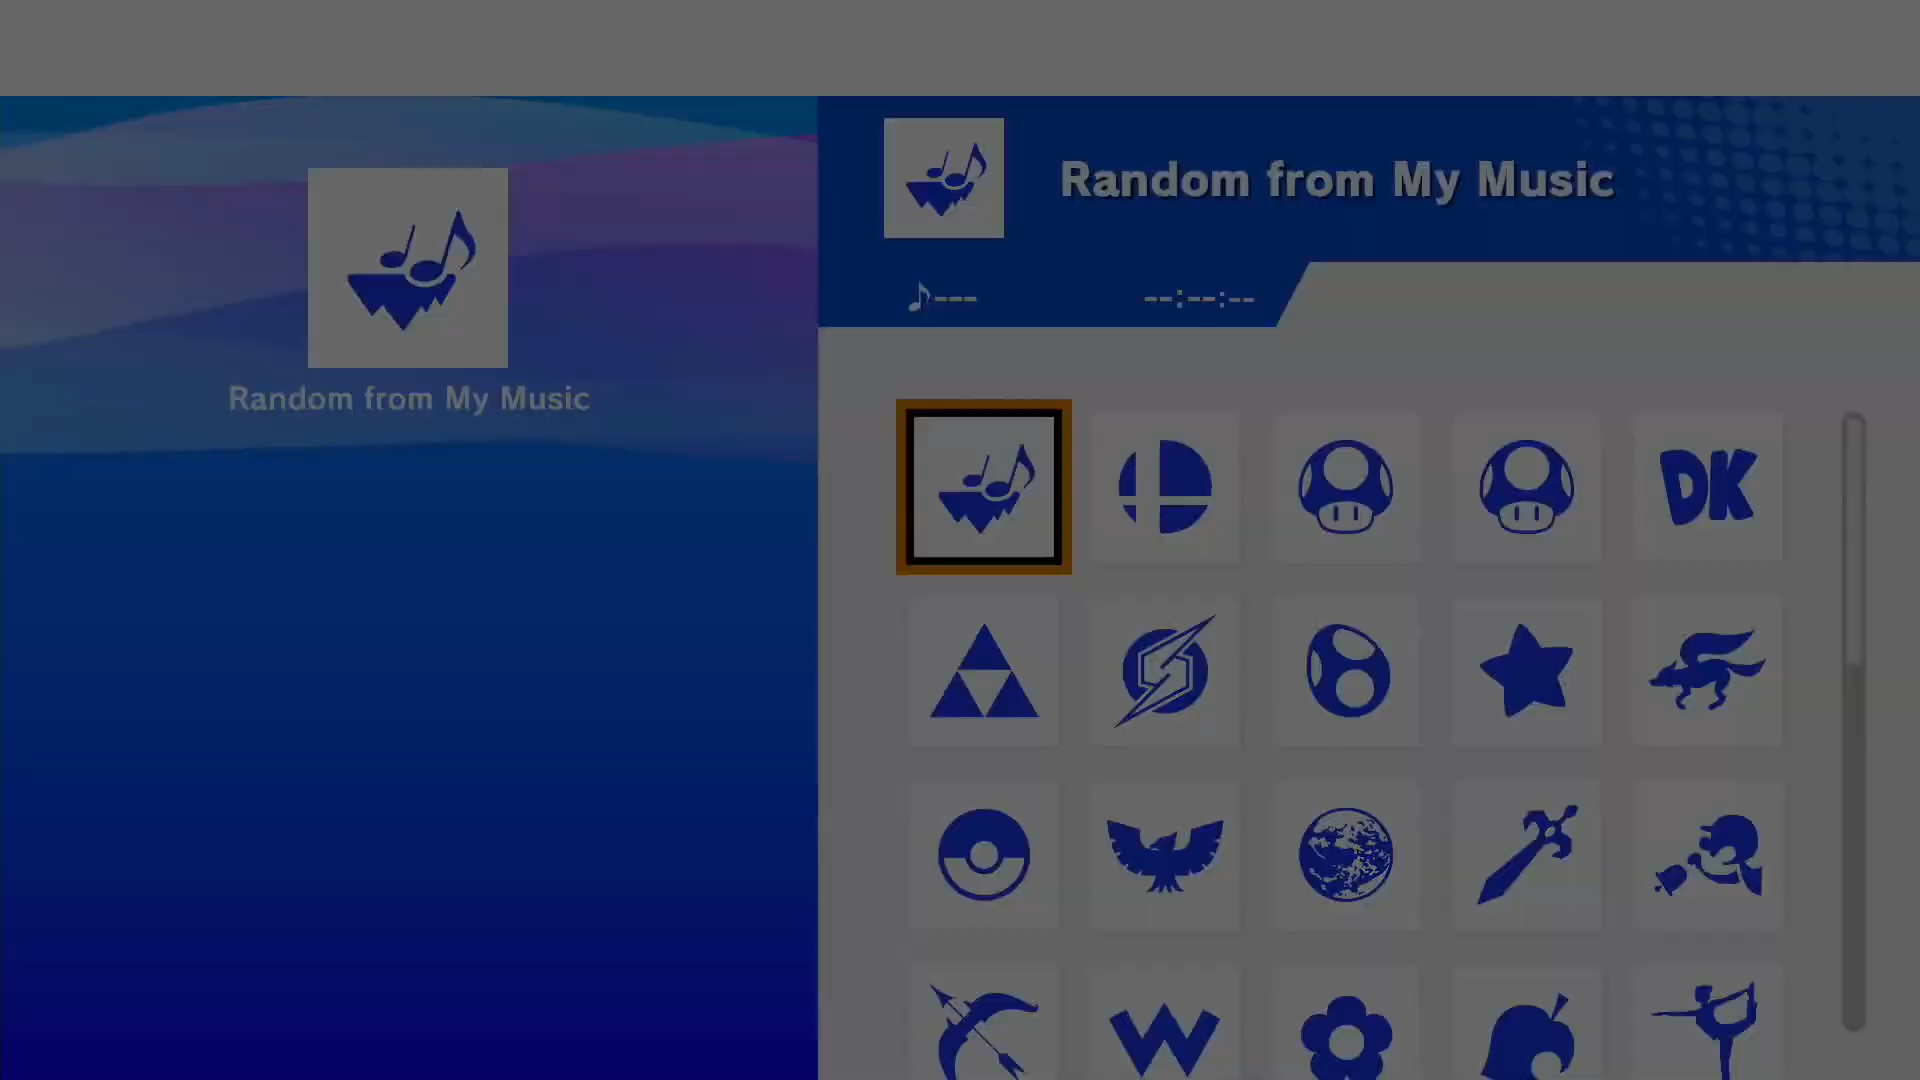 Random from My Music
♪--- --:--:--
Random from My Music
DK
W